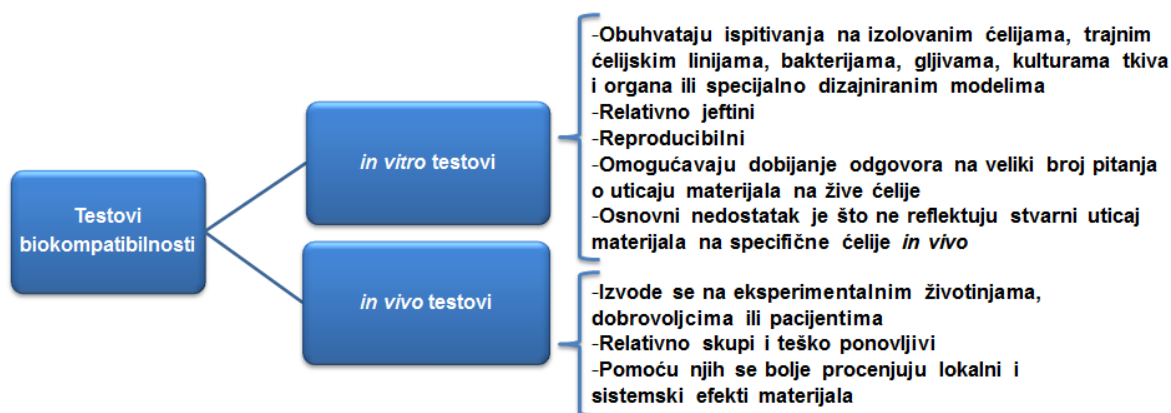 Testovi
biokompatibilnosti
in vitro testovi
-Obuhvataju ispitivanja na izolovanim ćelijama, trajnim
ćelijskim linijama, bakterijama, gljivama, kulturama tkiva
i organa ili specijalno dizajniranim modelima
-Relativno jeftini
-Reproducibilni
-Omogućavaju dobijanje odgovora na veliki broj pitanja
o uticaju materijala na žive ćelije
-Osnovni nedostatak je što ne reflektuju stvarni uticaj
materijala na specifične ćelije in vivo
in vivo testovi
-Izvode se na eksperimentalnim životinjama,
dobrovoljcima ili pacijentima
-Relativno skupi i teško ponovljivi
-Pomoću njih se bolje procenjuju lokalni i
sistemski efekti materijala